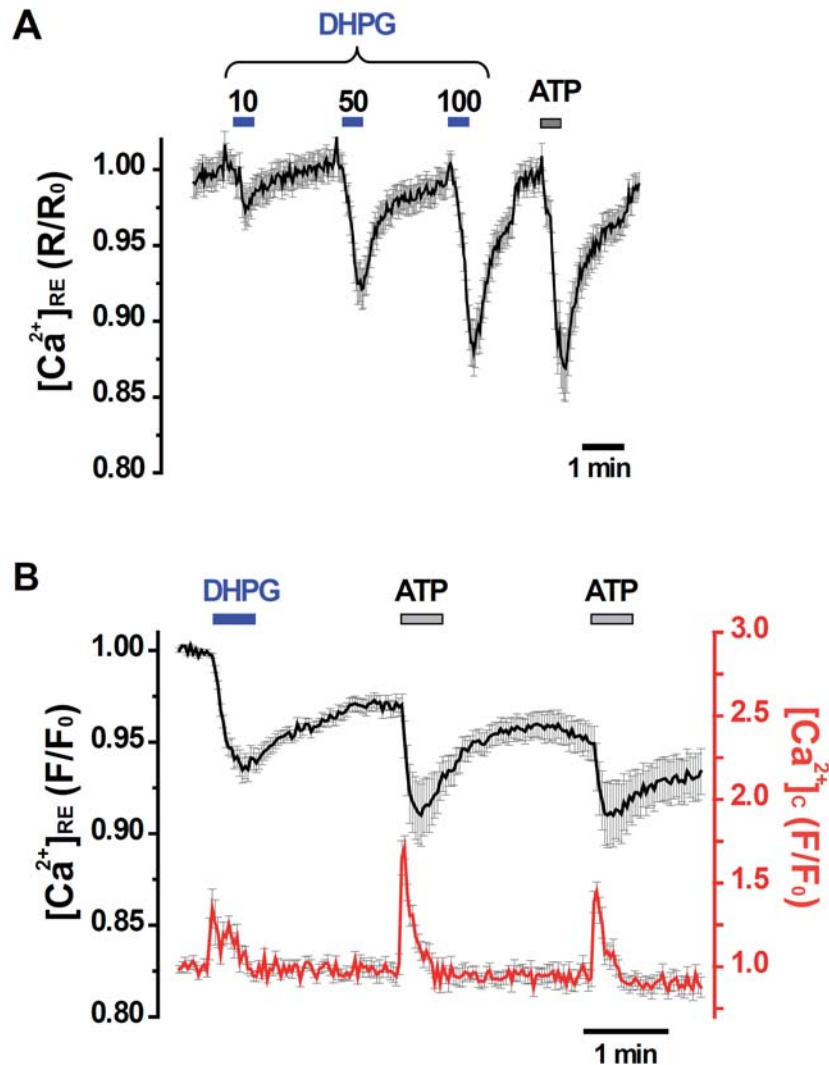 A
DHPG
10 50 100 ATP
1.00
0.95
0.90
0.85
0.80
[Ca2+]RE (R/R0)
1 min
B
DHPG ATP ATP
1.00
0.95
0.90
0.85
0.80
[Ca2+]RE (F/F0)
3.0
2.5
2.0
1.5
1.0
[Ca2+]C (F/F0)
1 min